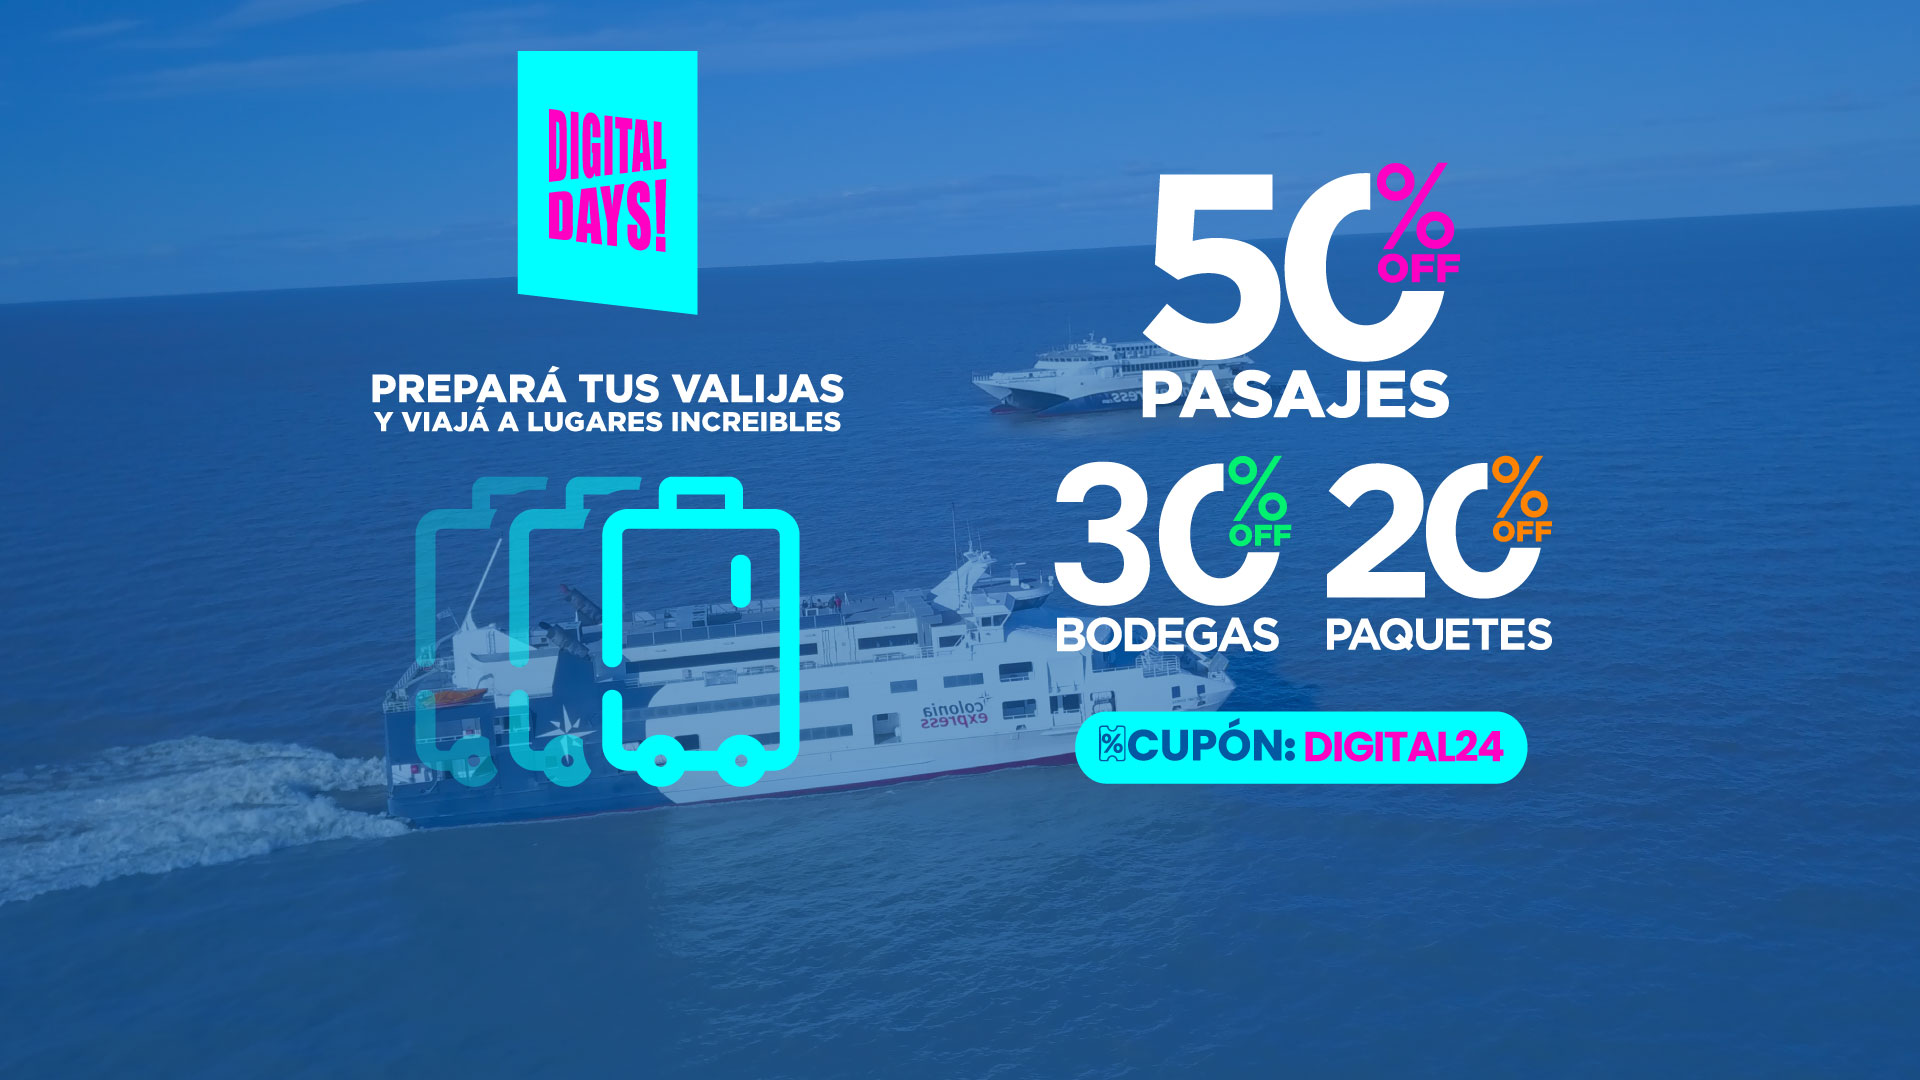 DIGITAL
DAYS!
PREPARÁ TUS VALIJAS
Y VIAJÁ A LUGARES INCREIBLES
50% OFF
PASAJES
30% OFF
BODEGAS
20% OFF
PAQUETES
% CUPÓN: DIGITAL24
colonia
express
express